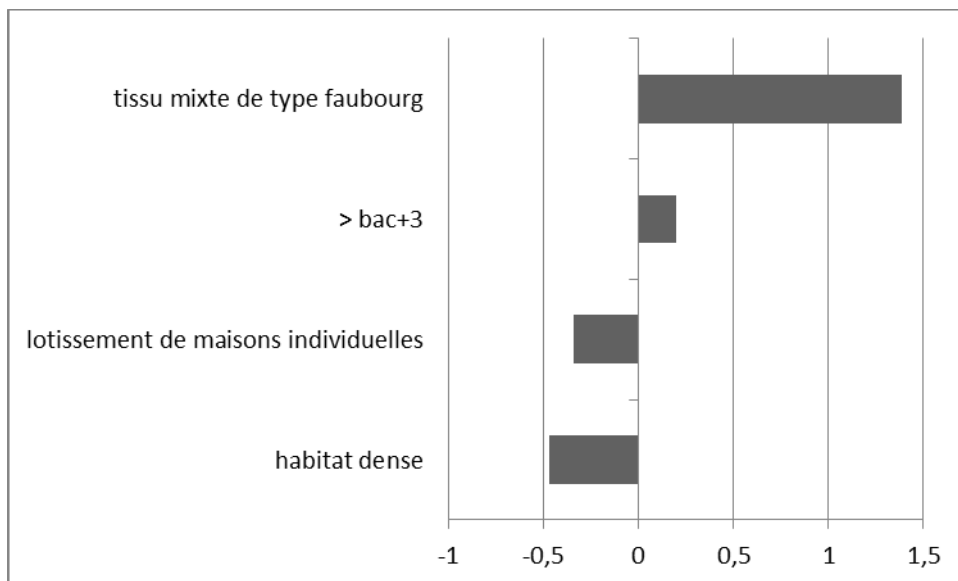 tissu mixte de type faubourg
> bac+3
lotissement de maisons individuelles
habitat dense
-1 -0,5 0 0,5 1 1,5